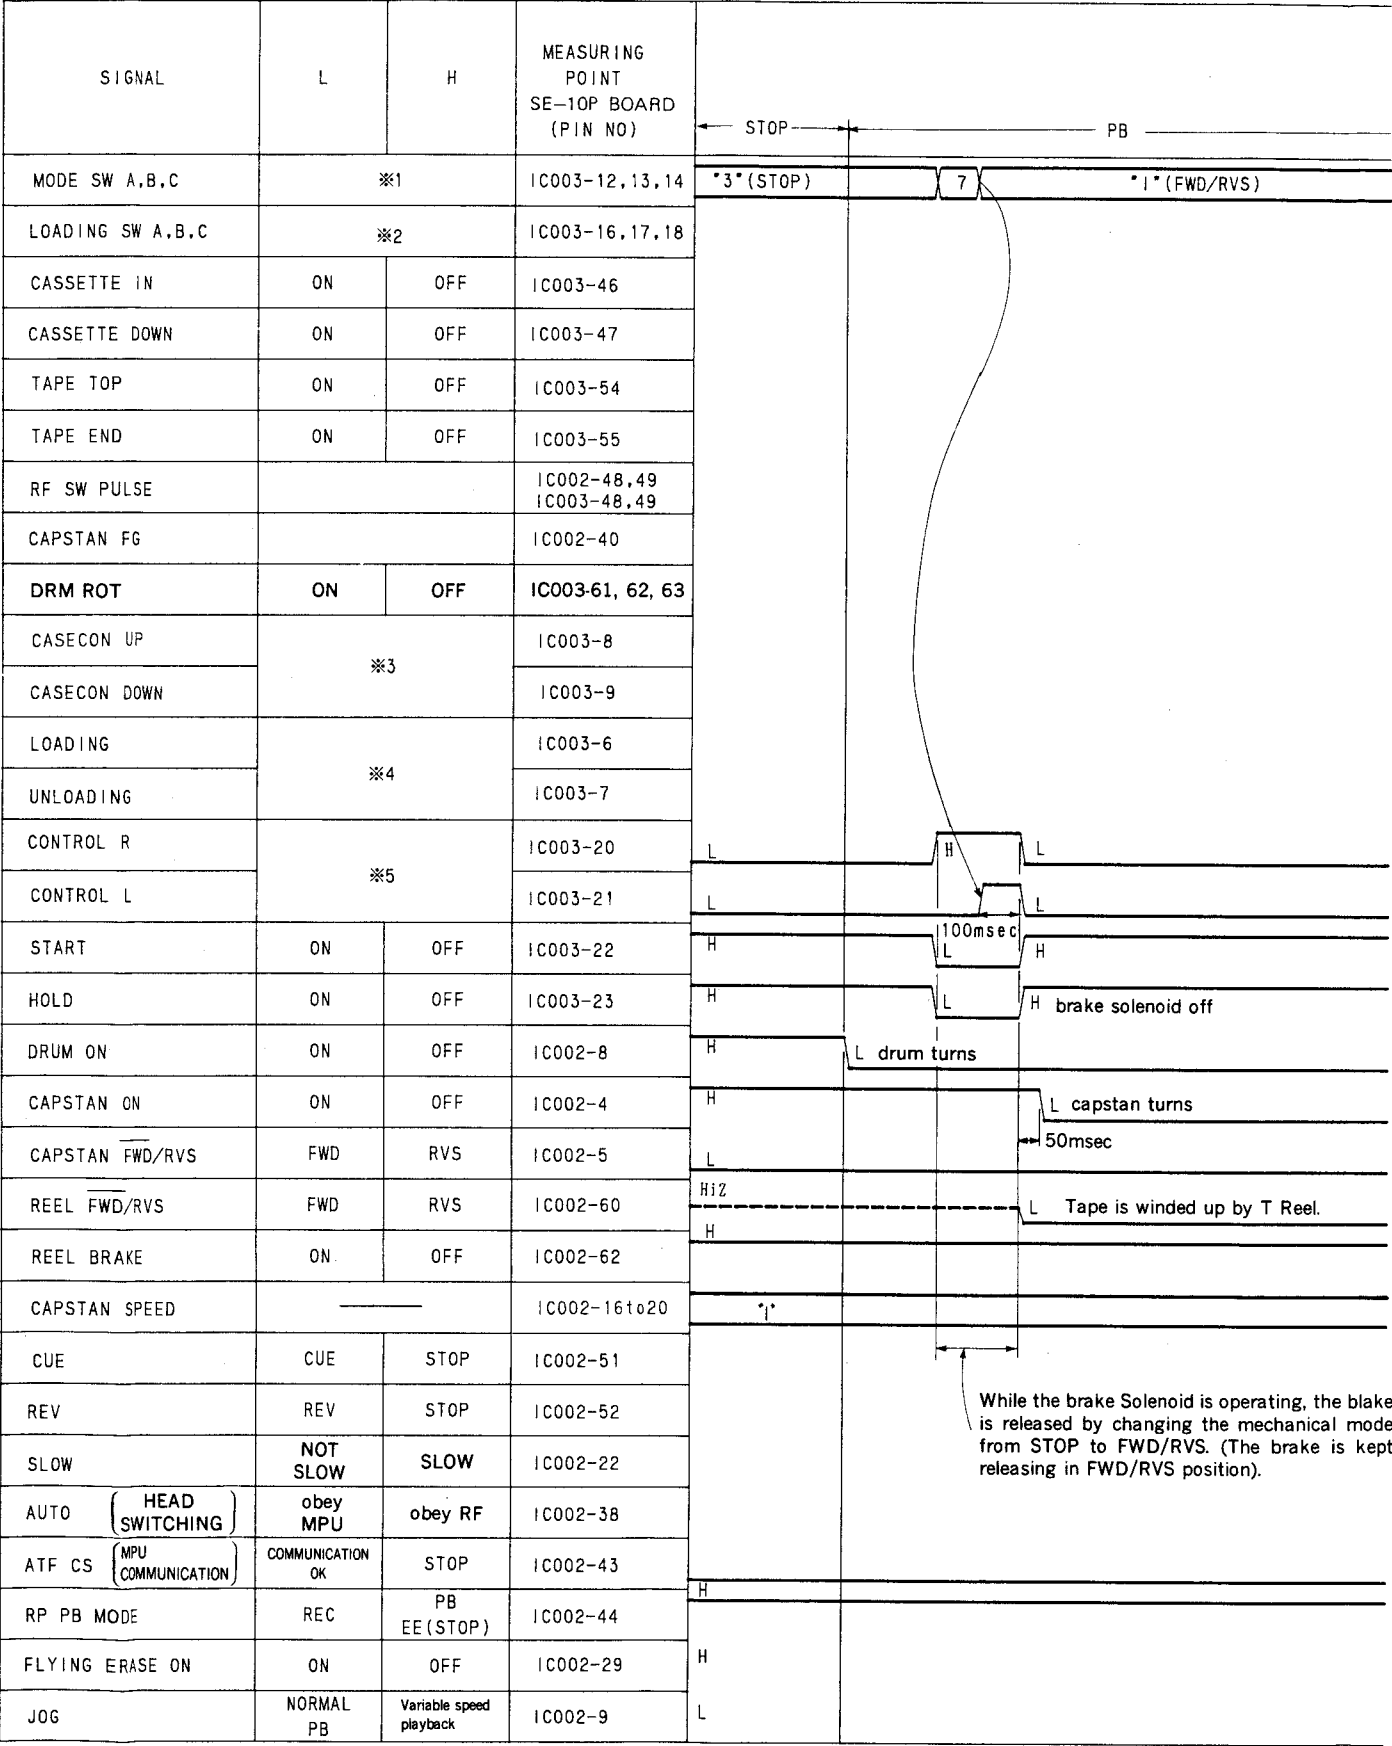 SIGNAL L H MEASURING
POINT
SE-10P BOARD
(PIN NO)
STOP PB
MODE SW A,B,C ※1 IC003-12,13,14 "3"(STOP) 7 "1"(FWD/RVS)
LOADING SW A,B,C ※2 IC003-16,17,18
CASSETTE IN ON OFF IC003-46
CASSETTE DOWN ON OFF IC003-47
TAPE TOP ON OFF IC003-54
TAPE END ON OFF IC003-55
RF SW PULSE IC002-48,49
IC003-48,49
CAPSTAN FG IC002-40
DRM ROT ON OFF IC003-61, 62, 63
CASECON UP ※3 IC003-8
CASECON DOWN IC003-9
LOADING ※4 IC003-6
UNLOADING IC003-7
CONTROL R ※5 IC003-20 L H L
CONTROL L IC003-21 L L
100msec
START ON OFF IC003-22 H L H
HOLD ON OFF IC003-23 H L H brake solenoid off
DRUM ON ON OFF IC002-8 H L drum turns
CAPSTAN ON ON OFF IC002-4 H L capstan turns
50msec
CAPSTAN F̅W̅D̅/RVS FWD RVS IC002-5 L
REEL F̅W̅D̅/RVS FWD RVS IC002-60 HiZ L Tape is winded up by T Reel.
REEL BRAKE ON OFF IC002-62 H
CAPSTAN SPEED — IC002-16to20 "1"
CUE CUE STOP IC002-51
REV REV STOP IC002-52
While the brake Solenoid is operating, the blake
is released by changing the mechanical mode
from STOP to FWD/RVS. (The brake is kept
releasing in FWD/RVS position).
SLOW NOT
SLOW SLOW IC002-22
AUTO (HEAD
SWITCHING) obey
MPU obey RF IC002-38
ATF CS (MPU
COMMUNICATION) COMMUNICATION
OK STOP IC002-43
H
RP PB MODE REC PB
EE(STOP) IC002-44
FLYING ERASE ON ON OFF IC002-29 H
JOG NORMAL
PB Variable speed
playback IC002-9 L